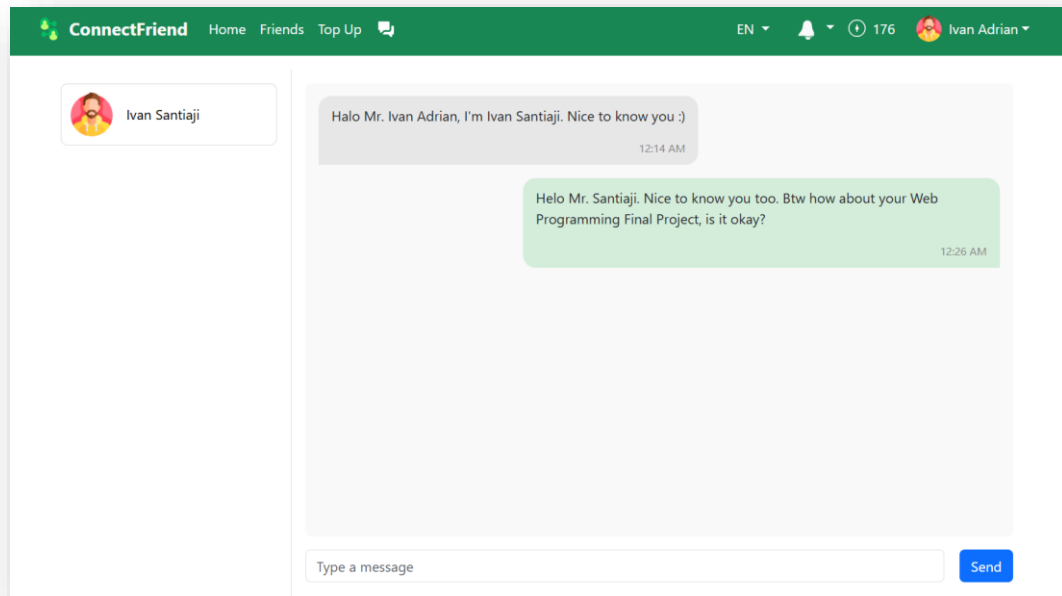 ConnectFriend Home Friends Top Up EN 176 Ivan Adrian
Ivan Santiaji
Halo Mr. Ivan Adrian, I'm Ivan Santiaji. Nice to know you :)
12:14 AM
Helo Mr. Santiaji. Nice to know you too. Btw how about your Web
Programming Final Project, is it okay?
12:26 AM
Type a message
Send